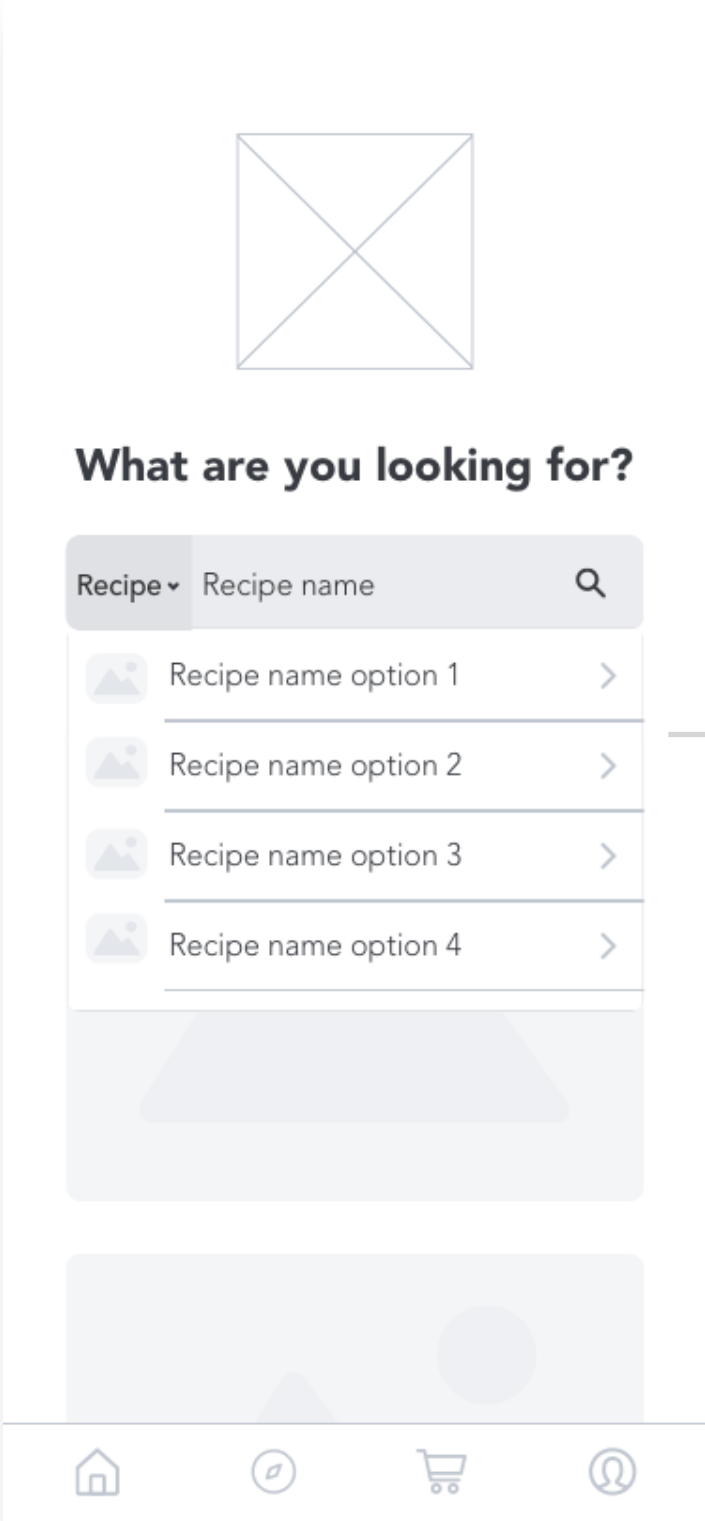 What are you looking for?
Recipe Recipe name
Recipe name option 1
Recipe name option 2
Recipe name option 3
Recipe name option 4